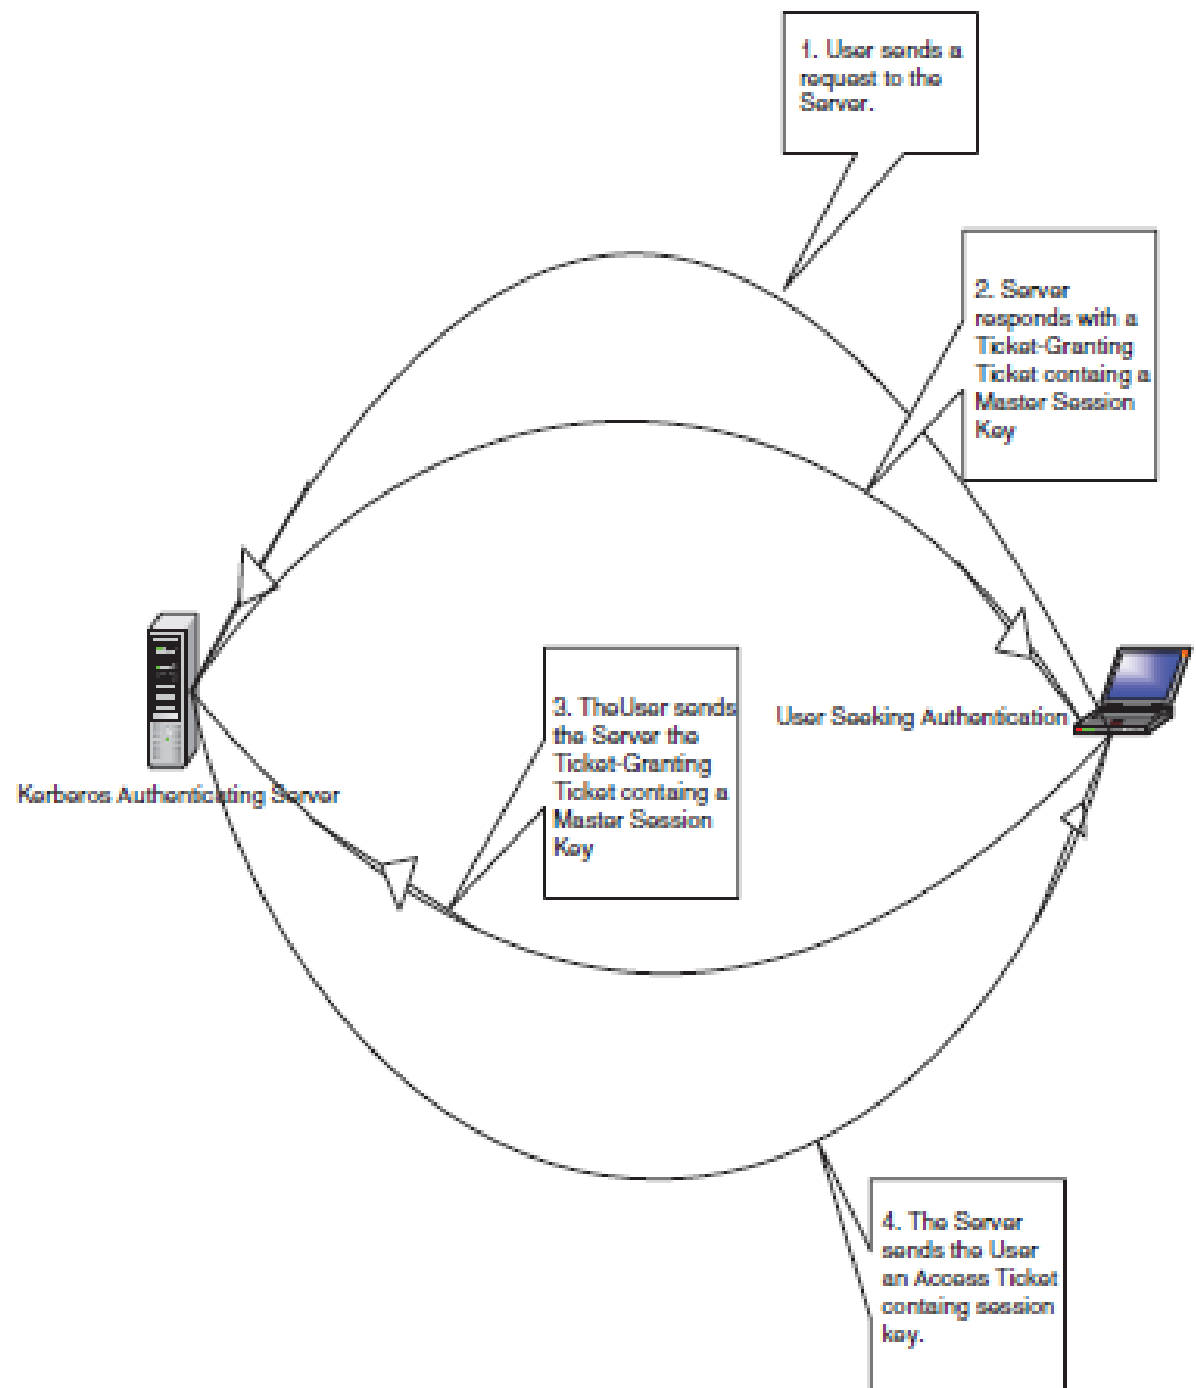 1. User sends a
request to the
Server.
2. Server
responds with a
Ticket-Granting
Ticket containg a
Master Session
Key
Kerberos Authenticating Server
User Seeking Authentication
3. TheUser sends
the Server the
Ticket-Granting
Ticket containg a
Master Session
Key
4. The Server
sends the User
an Access Ticket
containg session
key.